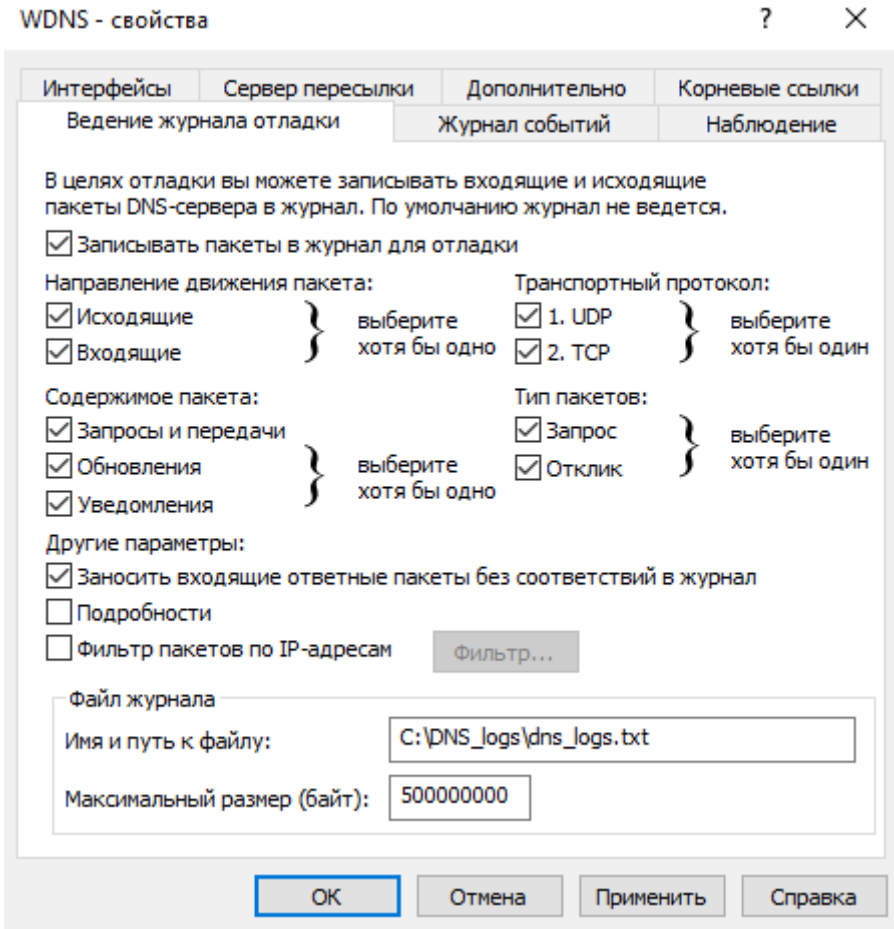 WDNS - свойства
?
Интерфейсы
Сервер пересылки
Дополнительно
Корневые ссылки
Ведение журнала отладки
Журнал событий
Наблюдение
В целях отладки вы можете записывать входящие и исходящие
пакеты DNS-сервера в журнал. По умолчанию журнал не ведется.
Записывать пакеты в журнал для отладки
Направление движения пакета:
Исходящие
Входящие
выберите
хотя бы одно
Транспортный протокол:
1. UDP
2. TCP
выберите
хотя бы один
Содержимое пакета:
Запросы и передачи
Обновления
Уведомления
выберите
хотя бы одно
Тип пакетов:
Запрос
Отклик
выберите
хотя бы один
Другие параметры:
Заносить входящие ответные пакеты без соответствий в журнал
Подробности
Фильтр пакетов по IP-адресам
Фильтр...
Файл журнала
Имя и путь к файлу:
C:\DNS_logs\dns_logs.txt
Максимальный размер (байт):
500000000
ОК
Отмена
Применить
Справка